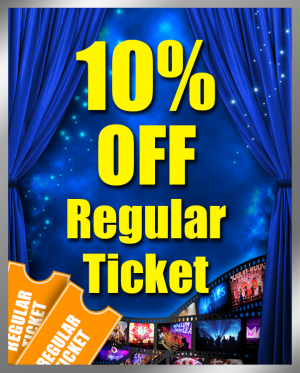 10%
OFF
Regular
Ticket
REGULAR
TICKET
REGULAR
TICKET